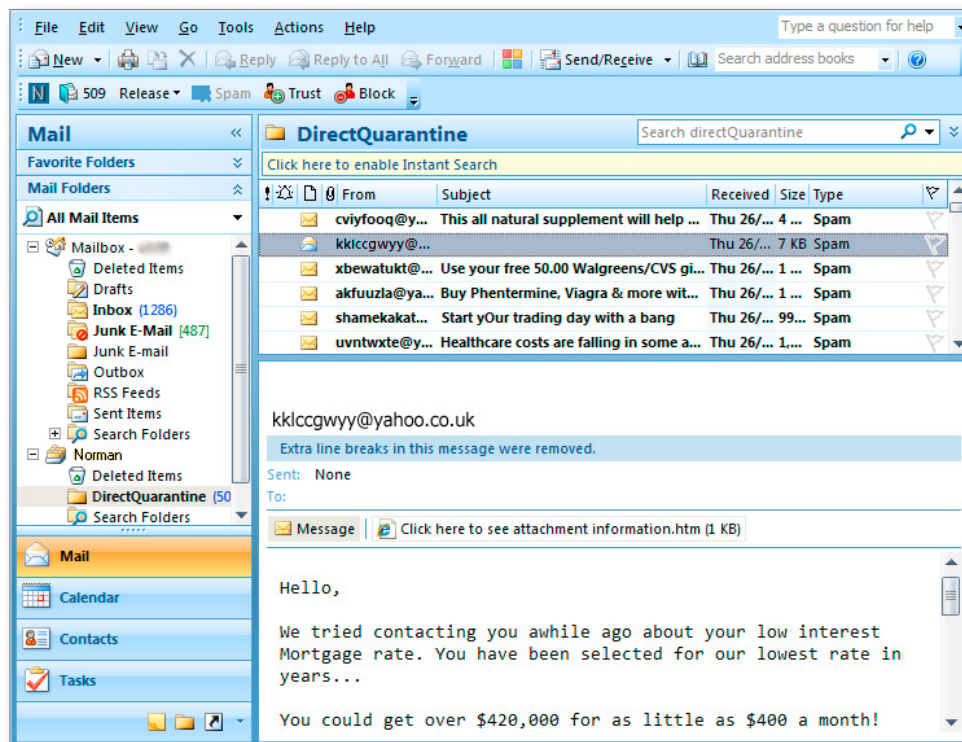 File Edit View Go Tools Actions Help Type a question for help
New Reply Reply to All Forward Send/Receive Search address books
N 509 Release Spam Trust Block
Mail «
Favorite Folders
Mail Folders
All Mail Items
Mailbox -
Deleted Items
Drafts
Inbox (1286)
Junk E-Mail [487]
Junk E-mail
Outbox
RSS Feeds
Sent Items
Search Folders
Norman
Deleted Items
DirectQuarantine (50
Search Folders
Mail
Calendar
Contacts
Tasks
DirectQuarantine Search directQuarantine
Click here to enable Instant Search
! From Subject Received Size Type
cviyfooq@y... This all natural supplement will help ... Thu 26/... 4 ... Spam
kklccgwyy@... Thu 26/... 7 KB Spam
xbewatukt@... Use your free 50.00 Walgreens/CVS gi... Thu 26/... 1 ... Spam
akfuuzla@ya... Buy Phentermine, Viagra & more wit... Thu 26/... 1 ... Spam
shamekakat... Start yOur trading day with a bang Thu 26/... 99... Spam
uvntwxte@y... Healthcare costs are falling in some a... Thu 26/... 1,... Spam
kklccgwyy@yahoo.co.uk
Extra line breaks in this message were removed.
Sent: None
To:
Message Click here to see attachment information.htm (1 KB)
Hello,
We tried contacting you awhile ago about your low interest
Mortgage rate. You have been selected for our lowest rate in
years...
You could get over $420,000 for as little as $400 a month!